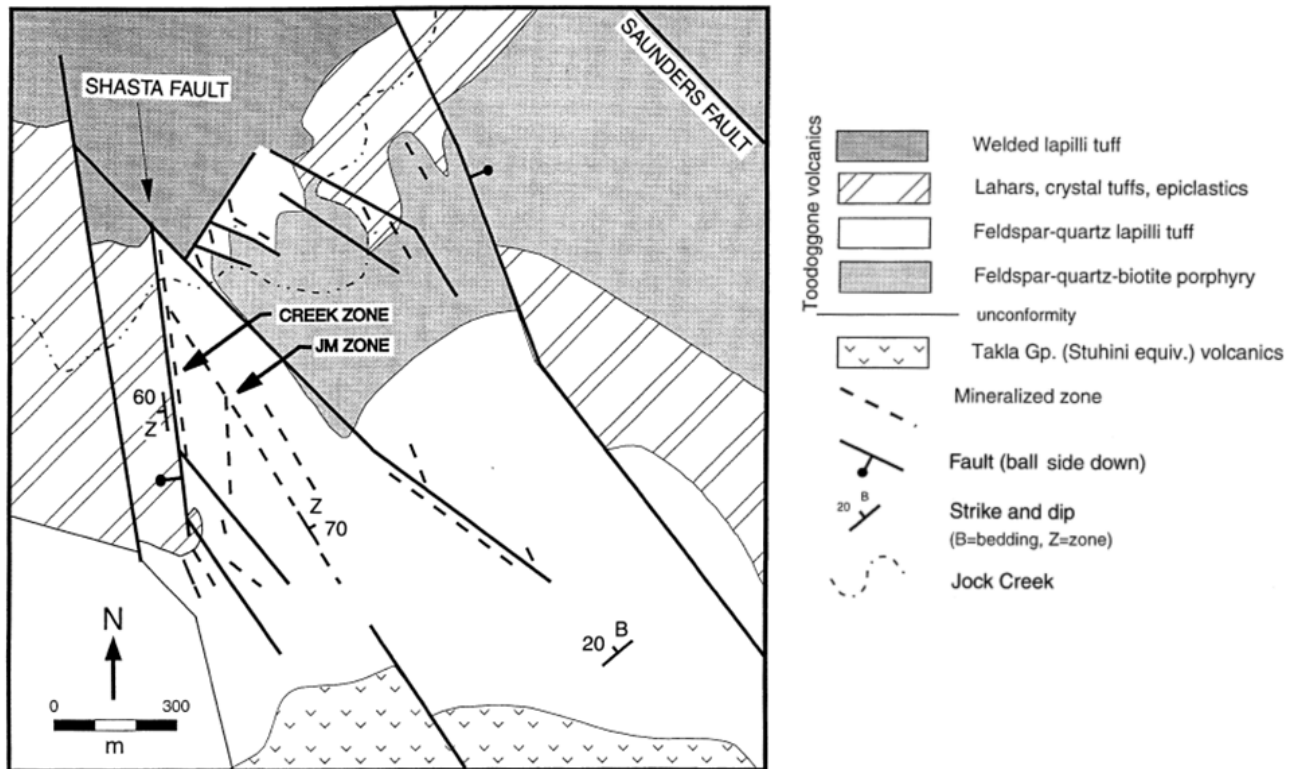 SHASTA FAULT
SAUNDERS FAULT
CREEK ZONE
JM ZONE
60
Z
Z
70
20 B
N
0 300
m
Toodoggone volcanics
Welded lapilli tuff
Lahars, crystal tuffs, epiclastics
Feldspar-quartz lapilli tuff
Feldspar-quartz-biotite porphyry
unconformity
Takla Gp. (Stuhini equiv.) volcanics
Mineralized zone
Fault (ball side down)
20 B
Strike and dip
(B=bedding, Z=zone)
Jock Creek